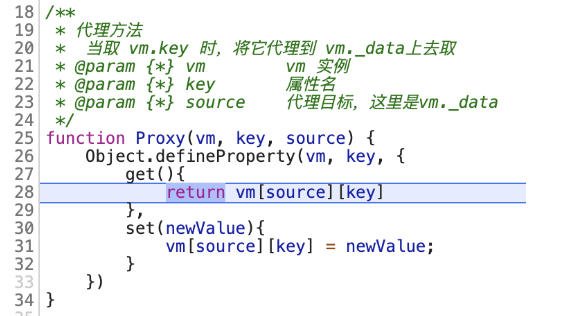 18 /**
19  * 代理方法
20  *  当取 vm.key 时，将它代理到 vm._data上去取
21  * @param {*} vm        vm 实例
22  * @param {*} key       属性名
23  * @param {*} source    代理目标，这里是vm._data
24  */
25 function Proxy(vm, key, source) {
26     Object.defineProperty(vm, key, {
27         get(){
28             return vm[source][key]
29         },
30         set(newValue){
31             vm[source][key] = newValue;
32         }
33     })
34 }